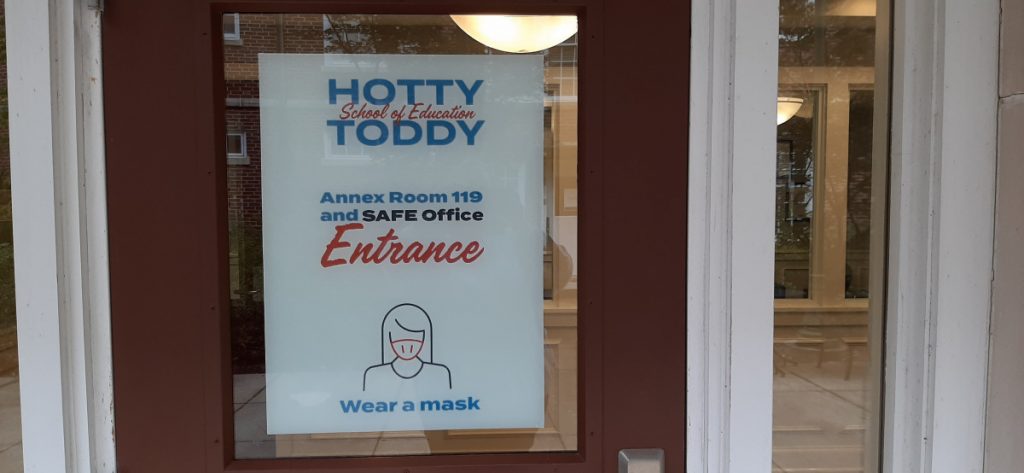 HOTTY
School of Education
TODDY
Annex Room 119
and SAFE Office
Entrance
Wear a mask